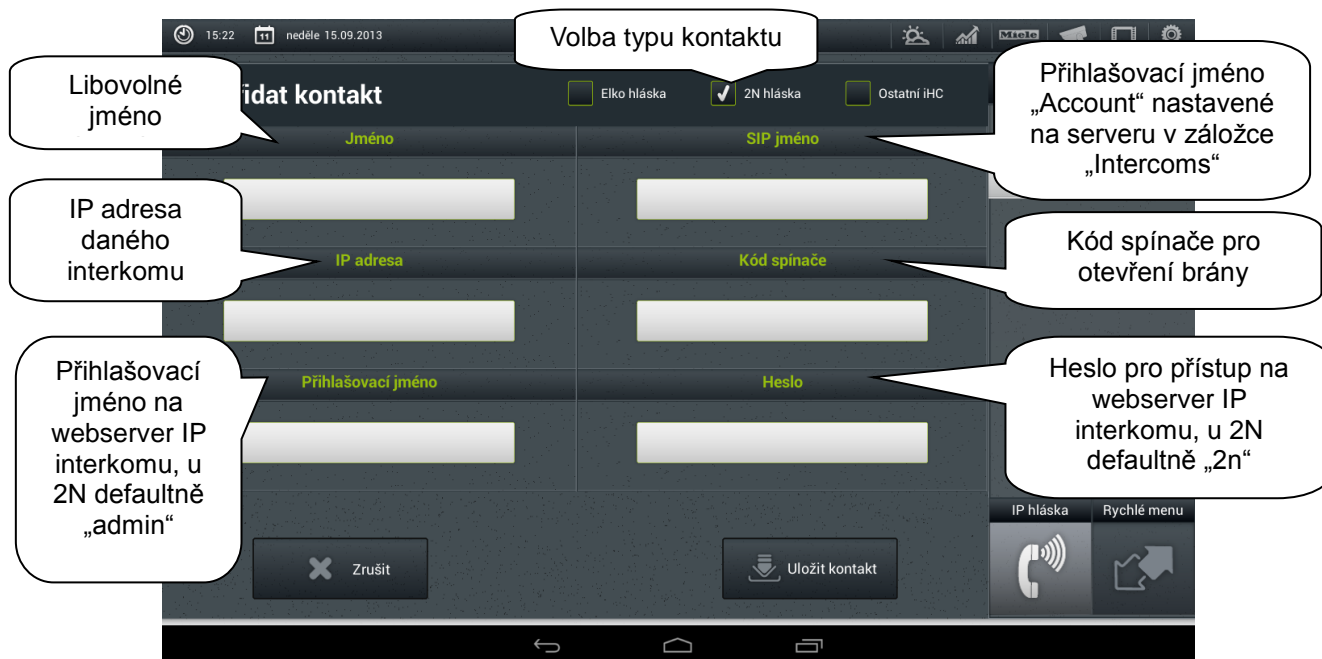 15:22
11
neděle 15.09.2013
Miele
Volba typu kontaktu
Libovolné
jméno
idat kontakt
Elko hláska
2N hláska
Ostatní iHC
Přihlašovací jméno
„Account“ nastavené
na serveru v záložce
„Intercoms“
Jméno
SIP jméno
IP adresa
daného
interkomu
IP adresa
Kód spínače
Kód spínače pro
otevření brány
Přihlašovací
jméno na
webserver IP
interkomu, u
2N defaultně
„admin“
Přihlašovací jméno
Heslo
Heslo pro přístup na
webserver IP
interkomu, u 2N
defaultně „2n“
IP hláska
Rychlé menu
Zrušit
Uložit kontakt